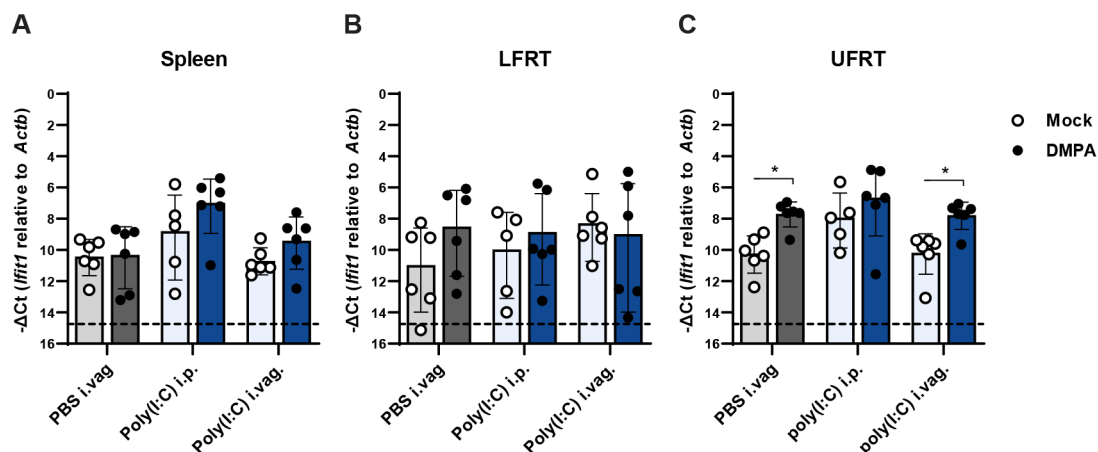 A
Spleen
-ΔCt (Ifit1 relative to Actb)
0
2
4
6
8
10
12
14
16
PBS i.vag
Poly(I:C) i.p.
Poly(I:C) i.vag.
B
LFRT
-ΔCt (Ifit1 relative to Actb)
0
2
4
6
8
10
12
14
16
PBS i.vag
Poly(I:C) i.p.
Poly(I:C) i.vag.
C
UFRT
-ΔCt (Ifit1 relative to Actb)
0
2
4
6
8
10
12
14
16
*
*
PBS i.vag
poly(I:C) i.p.
poly(I:C) i.vag.
Mock
DMPA